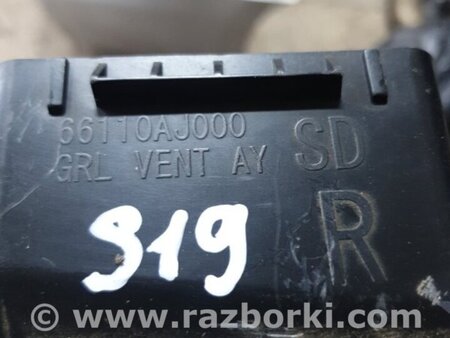 66110AJ000
GRL VENT AY
SD
R
919
www.razborki.com